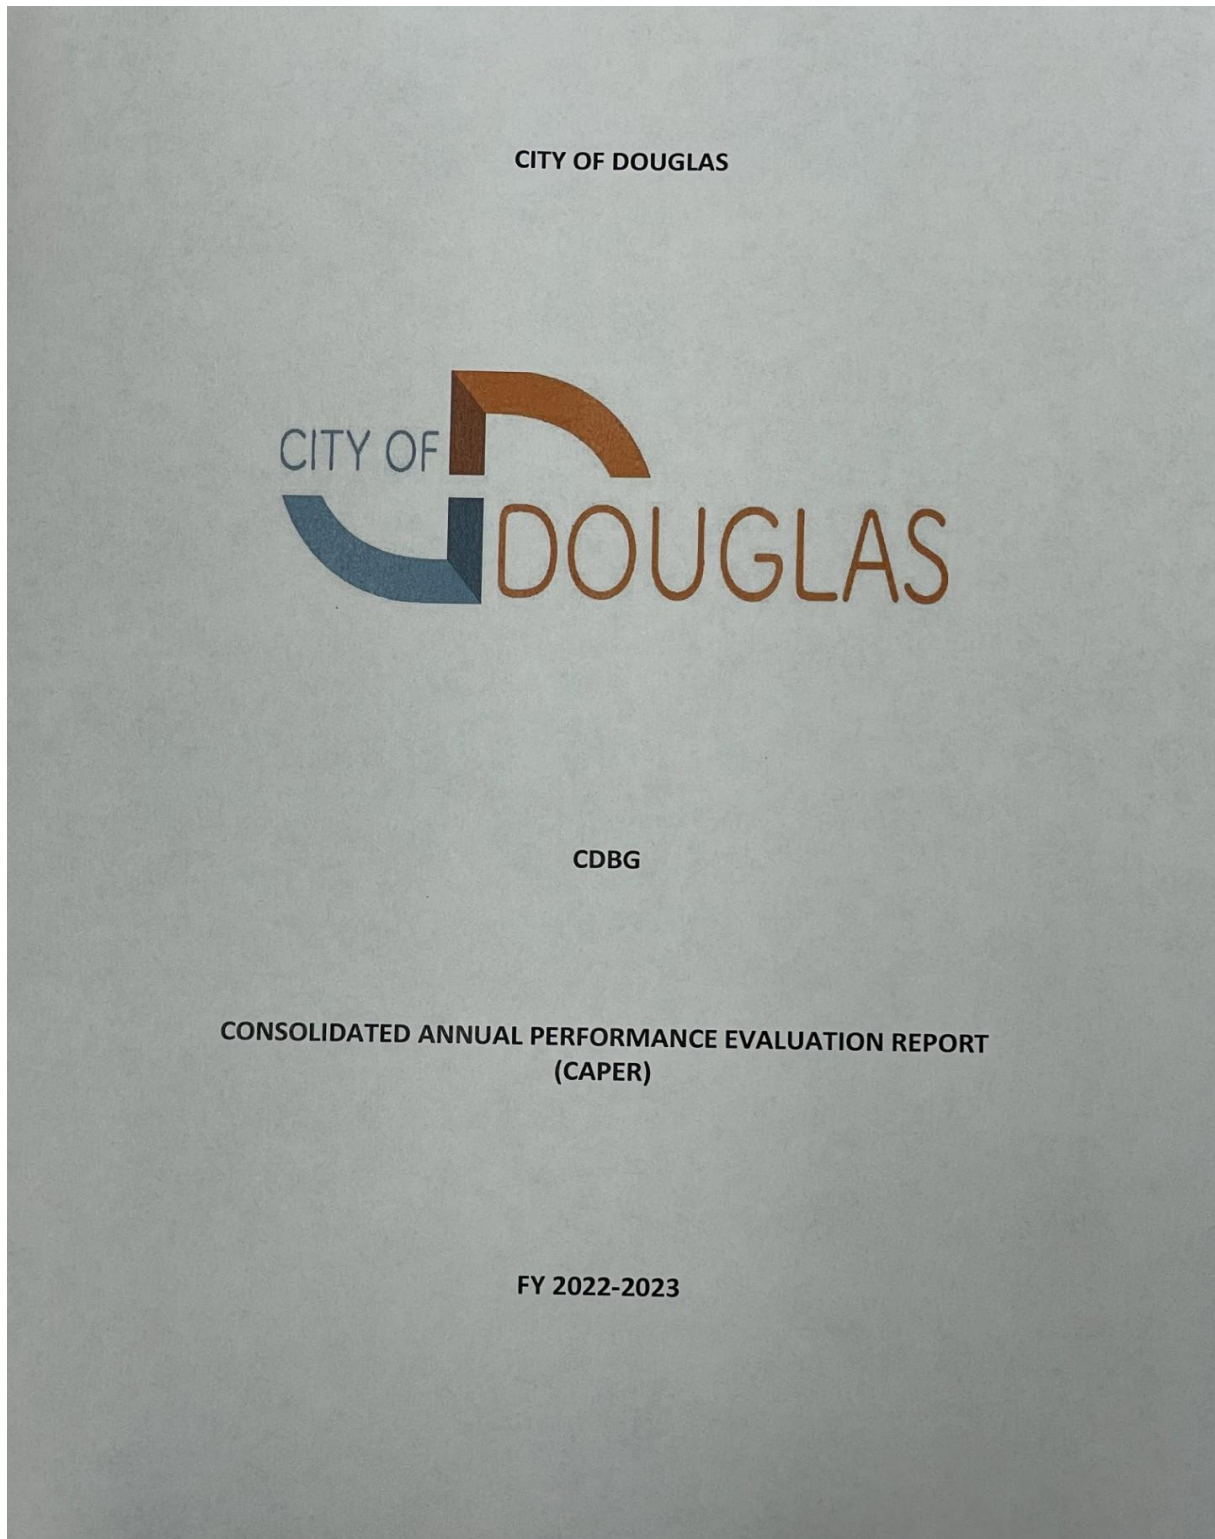 CITY OF DOUGLAS
CITY OF
DOUGLAS
CDBG
CONSOLIDATED ANNUAL PERFORMANCE EVALUATION REPORT
(CAPER)
FY 2022-2023